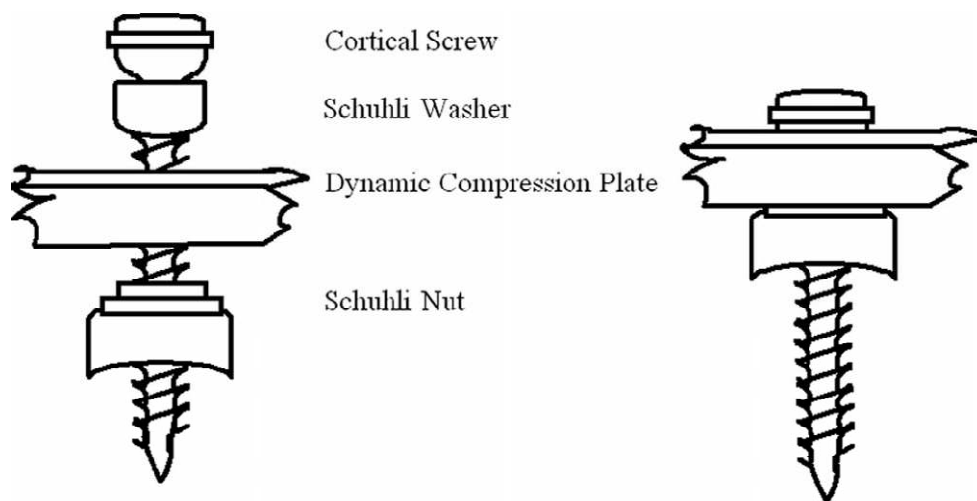 Cortical Screw
Schuhli Washer
Dynamic Compression Plate
Schuhli Nut